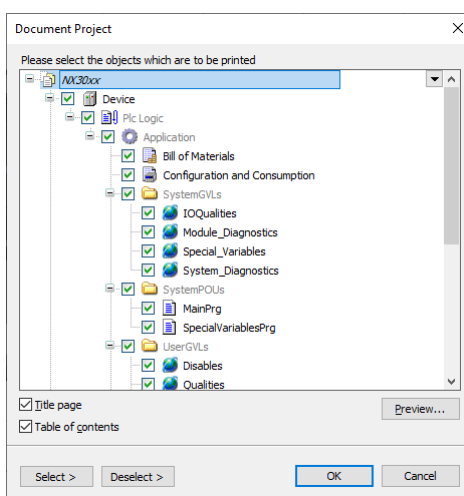 Document Project
Please select the objects which are to be printed
NX30xx
Device
Plc Logic
Application
Bill of Materials
Configuration and Consumption
SystemGVLs
IOQualities
Module_Diagnostics
Special_Variables
System_Diagnostics
SystemPOUs
MainPrg
SpecialVariablesPrg
UserGVLs
Disables
Qualities
Title page
Preview...
Table of contents
Select >
Deselect >
OK
Cancel